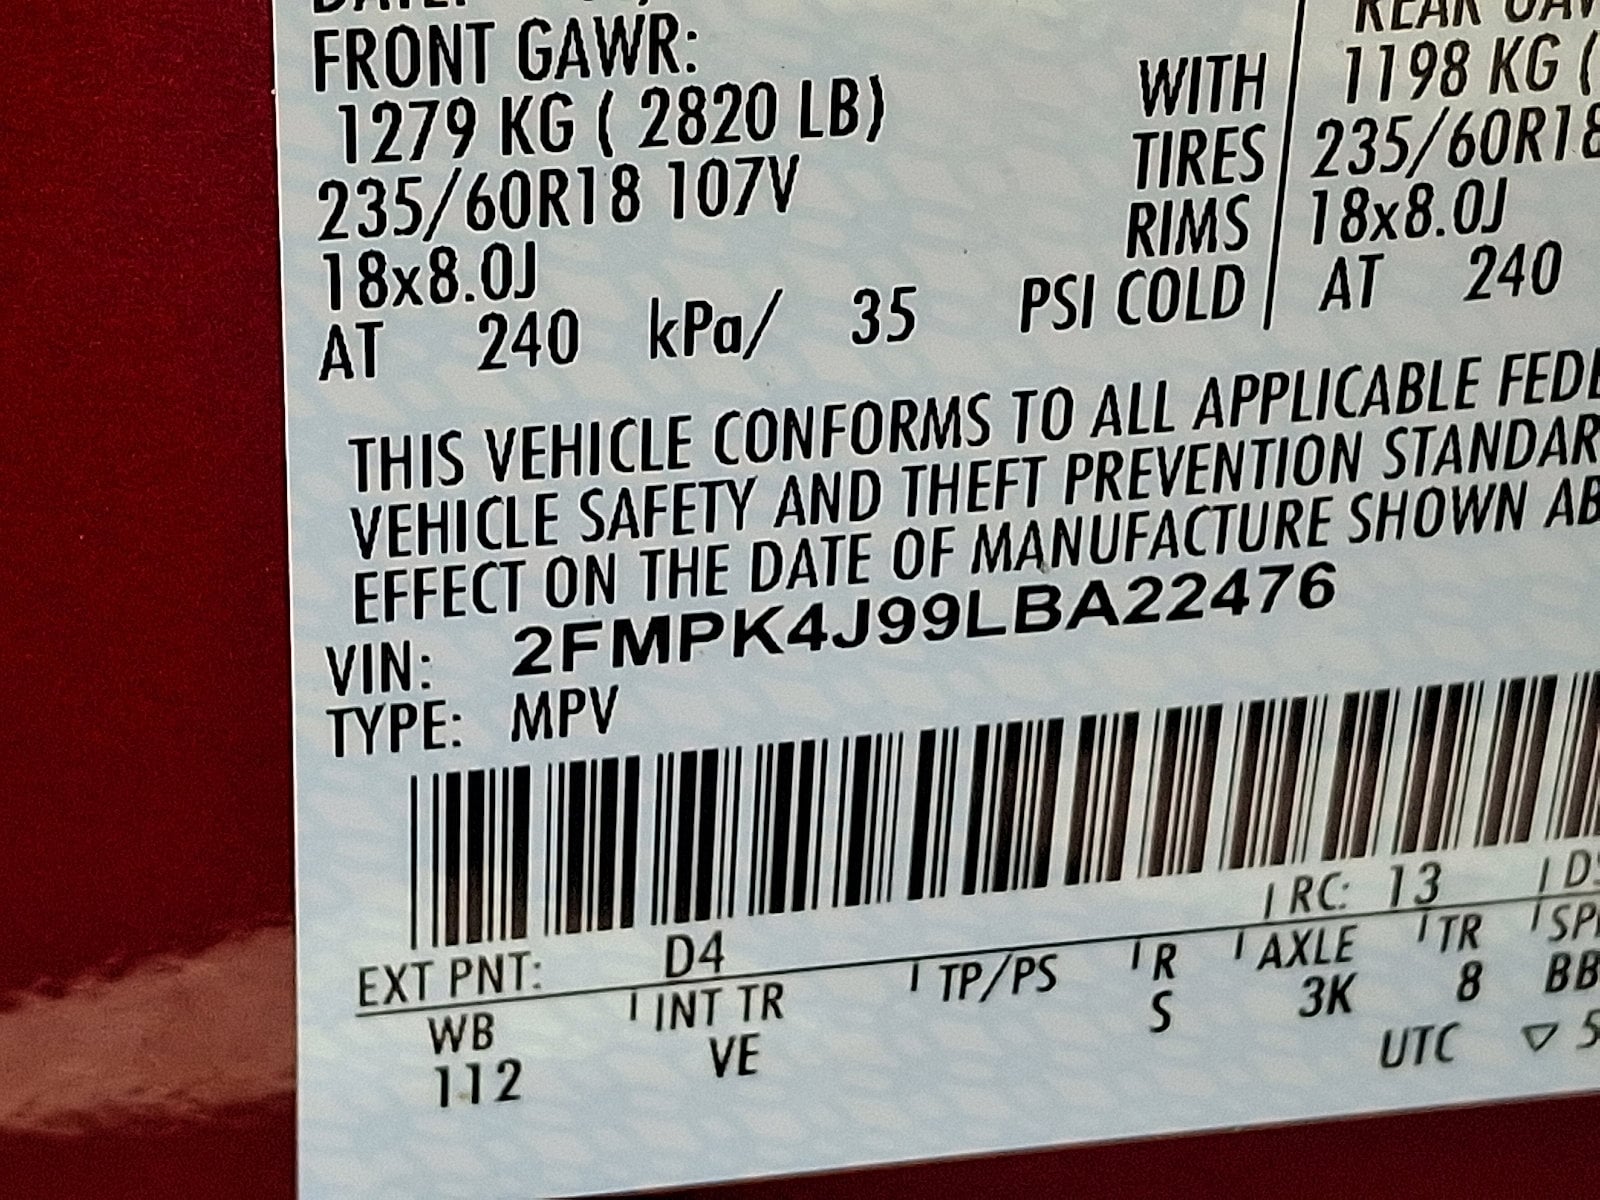 FRONT GAWR:
1279 KG ( 2820 LB)
235/60R18 107V
18x8.0J
AT 240 kPa/ 35
WITH
TIRES
RIMS
PSI COLD
REAR
1198 KG (
235/60R18
18x8.0J
AT 240
THIS VEHICLE CONFORMS TO ALL APPLICABLE
VEHICLE SAFETY AND THEFT PREVENTION
EFFECT ON THE DATE OF MANUFACTURE SHOWN
VIN: 2FMPK4J99LBA22476
TYPE: MPV
EXT PNT: D4 RC: 13
WB INT TR TP/PS R AXLE TR
112 VE S 3K 8 BB
UTC ▽